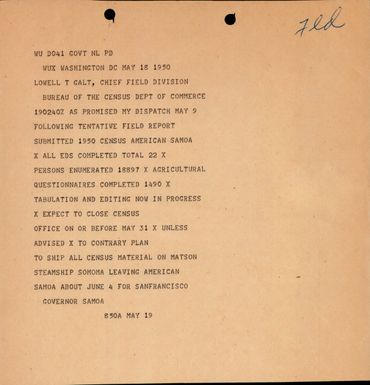 Fld
WU D041 GOVT NL PD
WUX WASHINGTON DC MAY 18 1950
LOWELL T GALT, CHIEF FIELD DIVISION
BUREAU OF THE CENSUS DEPT OF COMMERCE
190240Z AS PROMISED MY DISPATCH MAY 9
FOLLOWING TENTATIVE FIELD REPORT
SUBMITTED 1950 CENSUS AMERICAN SAMOA
X ALL EDS COMPLETED TOTAL 22 X
PERSONS ENUMERATED 18897 X AGRICULTURAL
QUESTIONNAIRES COMPLETED 1490 X
TABULATION AND EDITING NOW IN PROGRESS
X EXPECT TO CLOSE CENSUS
OFFICE ON OR BEFORE MAY 31 X UNLESS
ADVISED X TO CONTRARY PLAN
TO SHIP ALL CENSUS MATERIAL ON MATSON
STEAMSHIP SOMOMA LEAVING AMERICAN
SAMOA ABOUT JUNE 4 FOR SANFRANCISCO
GOVERNOR SAMOA
850A MAY 19